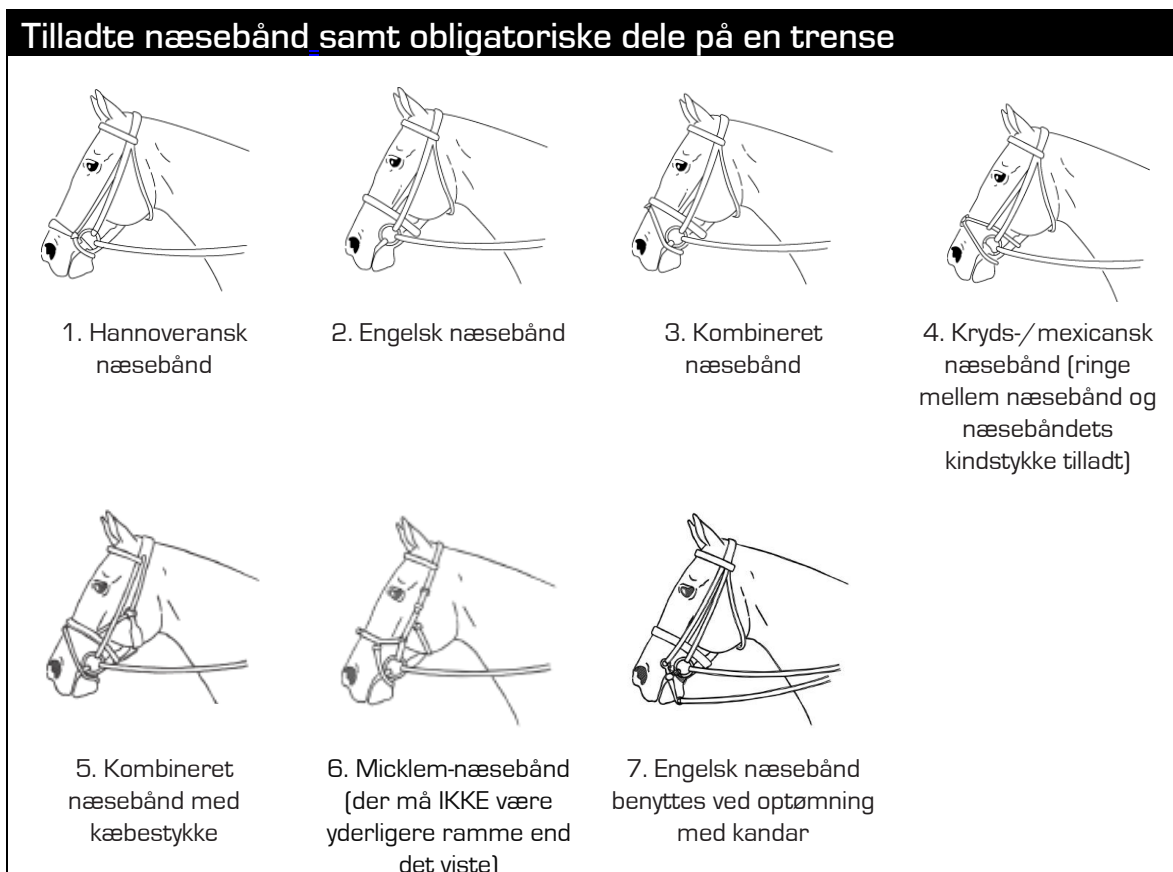 Tilladte næsebånd samt obligatoriske dele på en trense
1. Hannoveransk
næsebånd
2. Engelsk næsebånd
3. Kombineret
næsebånd
4. Kryds-/mexicansk
næsebånd (ringe
mellem næsebånd og
næsebåndets
kindstykke tilladt)
5. Kombineret
næsebånd med
kæbestykke
6. Micklem-næsebånd
(der må IKKE være
yderligere ramme end
det viste)
7. Engelsk næsebånd
benyttes ved optømning
med kandar